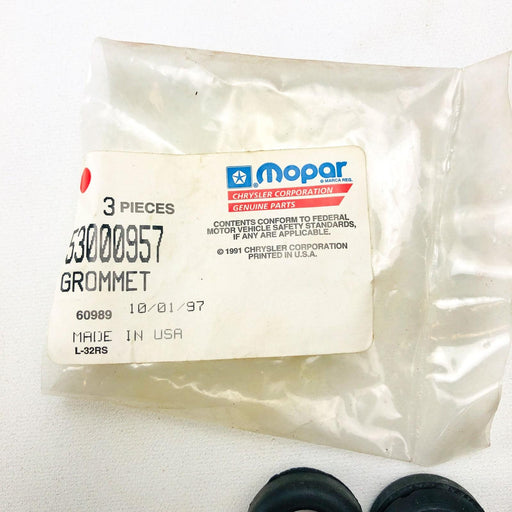 Mopar
® MARCA REG.
CHRYSLER CORPORATION
GENUINE PARTS
3 PIECES
53000957
GROMMET
CONTENTS CONFORM TO FEDERAL
MOTOR VEHICLE SAFETY STANDARDS,
IF ANY ARE APPLICABLE.
© 1991 CHRYSLER CORPORATION
PRINTED IN U.S.A.
60989 10/01/97
MADE IN USA
L-32RS